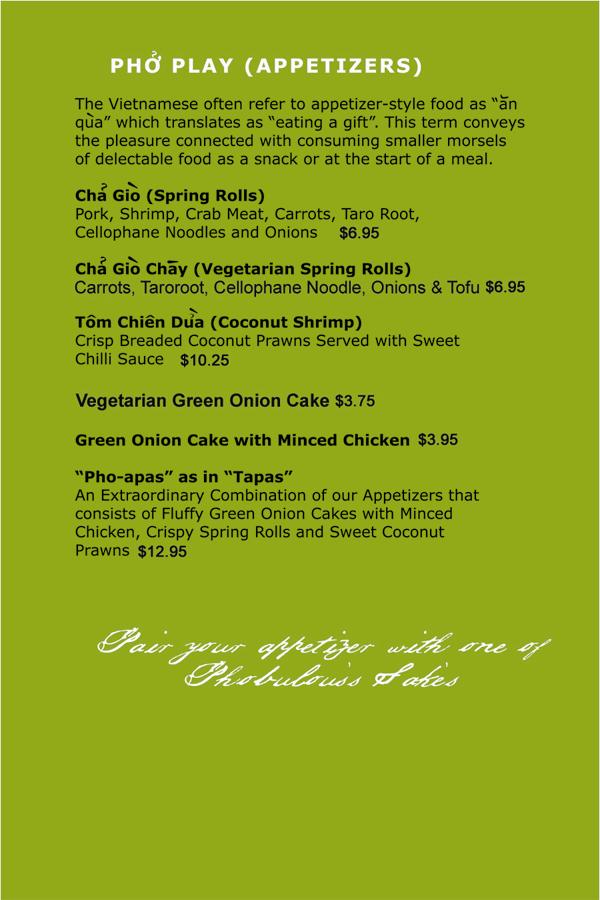 PHỞ PLAY (APPETIZERS)
The Vietnamese often refer to appetizer-style food as “ăn
qùa” which translates as “eating a gift”. This term conveys
the pleasure connected with consuming smaller morsels
of delectable food as a snack or at the start of a meal.
Chả Giò (Spring Rolls)
Pork, Shrimp, Crab Meat, Carrots, Taro Root,
Cellophane Noodles and Onions $6.95
Chả Giò Chāy (Vegetarian Spring Rolls)
Carrots, Taroroot, Cellophane Noodle, Onions & Tofu $6.95
Tôm Chiên Dưà (Coconut Shrimp)
Crisp Breaded Coconut Prawns Served with Sweet
Chilli Sauce $10.25
Vegetarian Green Onion Cake $3.75
Green Onion Cake with Minced Chicken $3.95
“Pho-apas” as in “Tapas”
An Extraordinary Combination of our Appetizers that
consists of Fluffy Green Onion Cakes with Minced
Chicken, Crispy Spring Rolls and Sweet Coconut
Prawns $12.95
Pair your appetizer with one of
Phobulous's Sakès